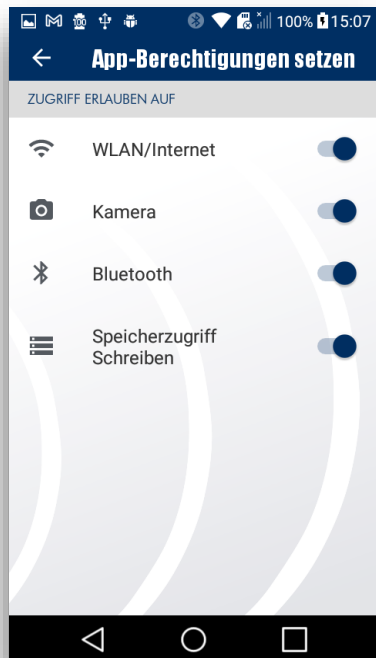 100% 15:07
App-Berechtigungen setzen
ZUGRIFF ERLAUBEN AUF
WLAN/Internet
Kamera
Bluetooth
Speicherzugriff
Schreiben